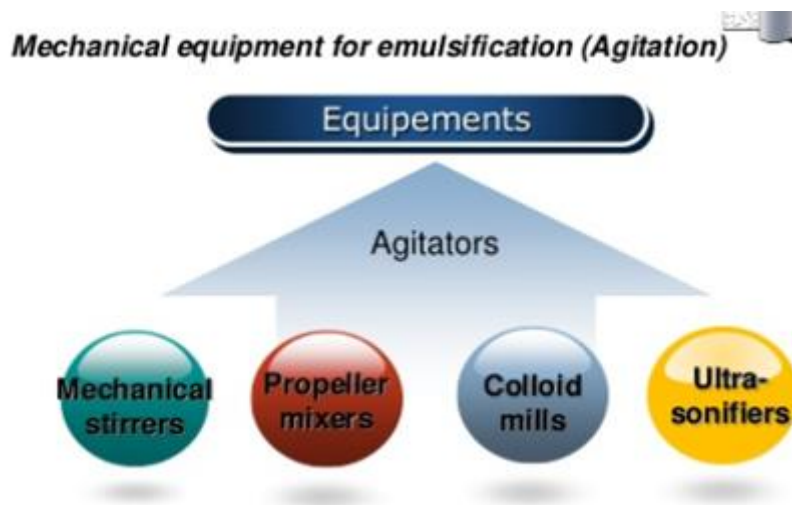 Mechanical equipment for emulsification (Agitation)
Equipements
Agitators
Mechanical
stirrers
Propeller
mixers
Colloid
mills
Ultra-
sonifiers